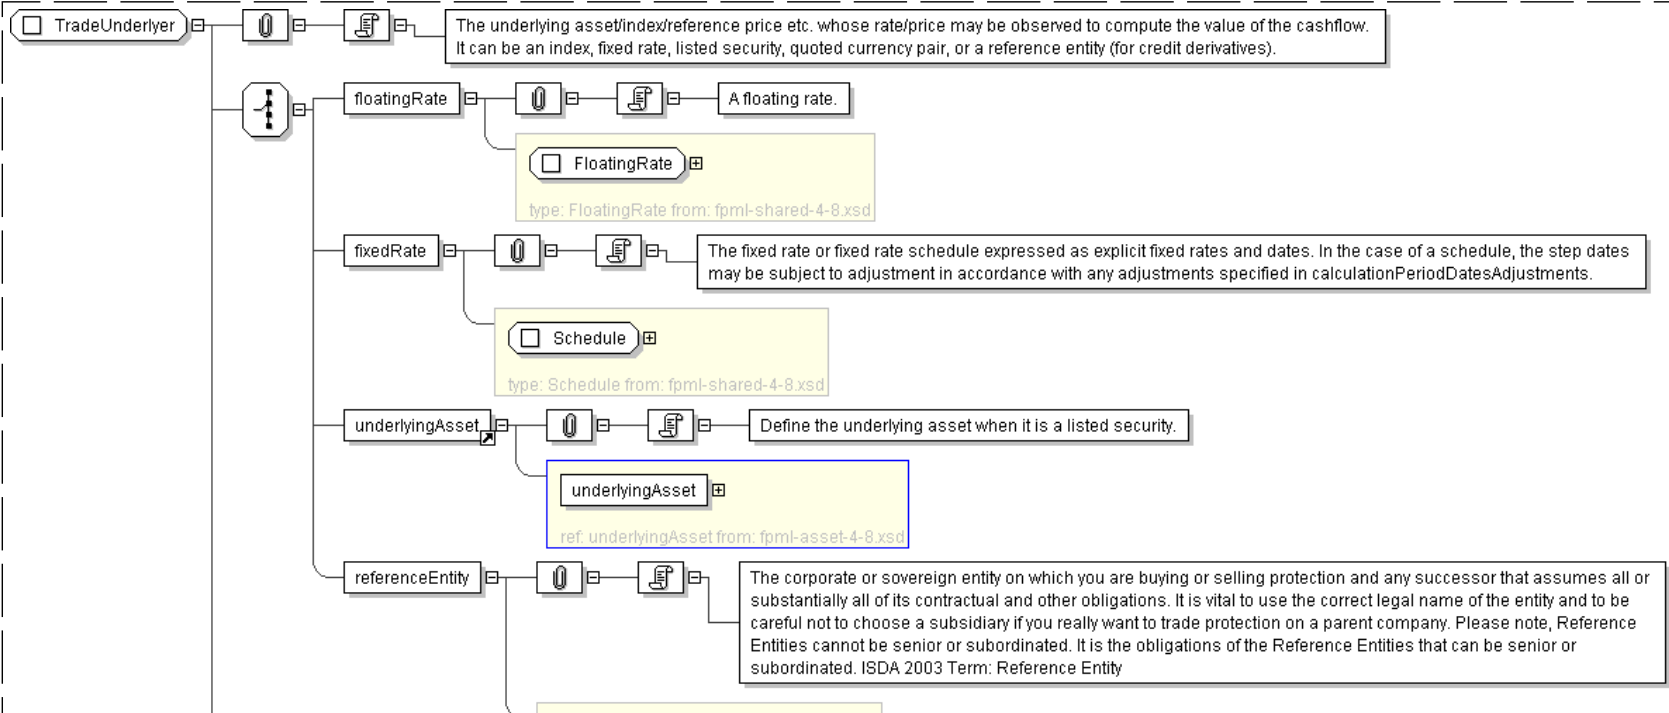 TradeUnderlyer
The underlying asset/index/reference price etc. whose rate/price may be observed to compute the value of the cashflow.
It can be an index, fixed rate, listed security, quoted currency pair, or a reference entity (for credit derivatives).
floatingRate
A floating rate.
FloatingRate
type: FloatingRate from: fpml-shared-4-8.xsd
fixedRate
The fixed rate or fixed rate schedule expressed as explicit fixed rates and dates. In the case of a schedule, the step dates
may be subject to adjustment in accordance with any adjustments specified in calculationPeriodDatesAdjustments.
Schedule
type: Schedule from: fpml-shared-4-8.xsd
underlyingAsset
Define the underlying asset when it is a listed security.
underlyingAsset
ref: underlyingAsset from: fpml-asset-4-8.xsd
referenceEntity
The corporate or sovereign entity on which you are buying or selling protection and any successor that assumes all or
substantially all of its contractual and other obligations. It is vital to use the correct legal name of the entity and to be
careful not to choose a subsidiary if you really want to trade protection on a parent company. Please note, Reference
Entities cannot be senior or subordinated. It is the obligations of the Reference Entities that can be senior or
subordinated. ISDA 2003 Term: Reference Entity